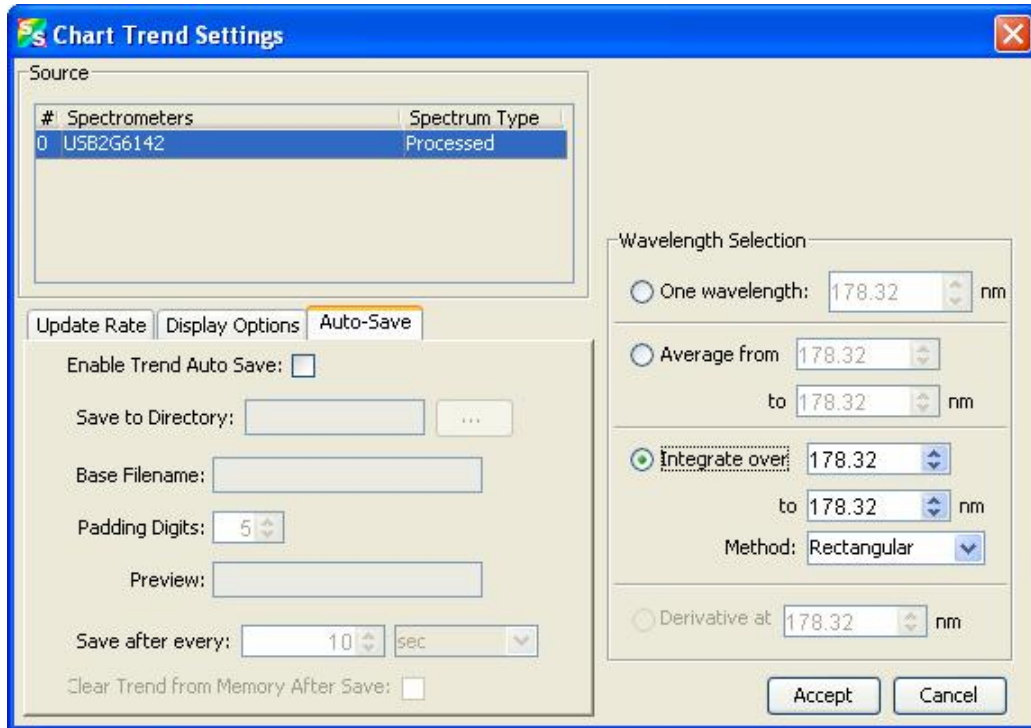 Chart Trend Settings
Source
# Spectrometers Spectrum Type
0 USB2G6142 Processed
Update Rate Display Options Auto-Save
Enable Trend Auto Save:
Save to Directory: ...
Base Filename:
Padding Digits: 5
Preview:
Save after every: 10 sec
Clear Trend from Memory After Save:
Wavelength Selection
One wavelength: 178.32 nm
Average from 178.32
to 178.32 nm
Integrate over 178.32
to 178.32 nm
Method: Rectangular
Derivative at 178.32 nm
Accept Cancel